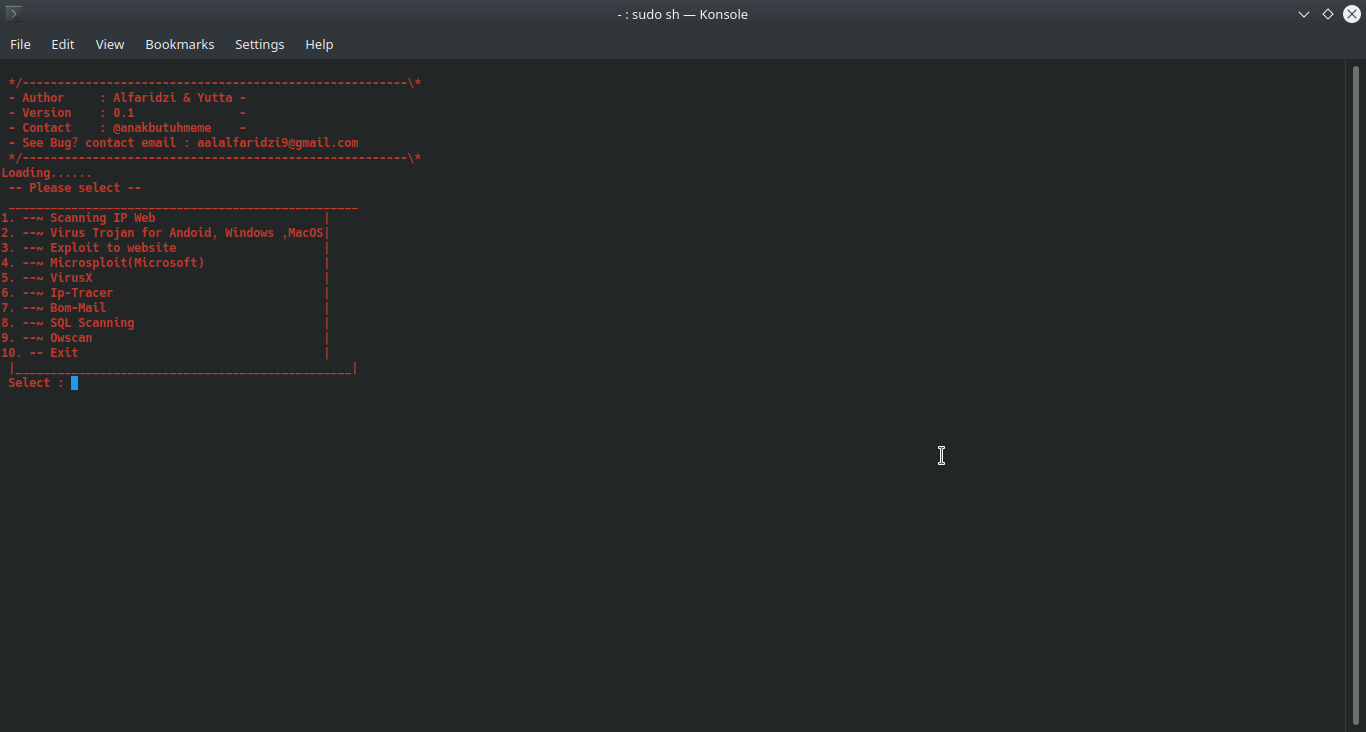 - : sudo sh — Konsole
File Edit View Bookmarks Settings Help
*/-------------------------------------------------------\*
- Author     : Alfaridzi & Yutta -
- Version    : 0.1               -
- Contact    : @anakbutuhmeme    -
- See Bug? contact email : aalalfaridzi9@gmail.com
*/-------------------------------------------------------\*
Loading......
-- Please select --
__________________________________________________
1. --~ Scanning IP Web                        |
2. --~ Virus Trojan for Andoid, Windows ,MacOS|
3. --~ Exploit to website                     |
4. --~ Microsploit(Microsoft)                 |
5. --~ VirusX                                 |
6. --~ Ip-Tracer                              |
7. --~ Bom-Mail                               |
8. --~ SQL Scanning                           |
9. --~ Owscan                                 |
10. -- Exit                                   |
|________________________________________________|
Select :